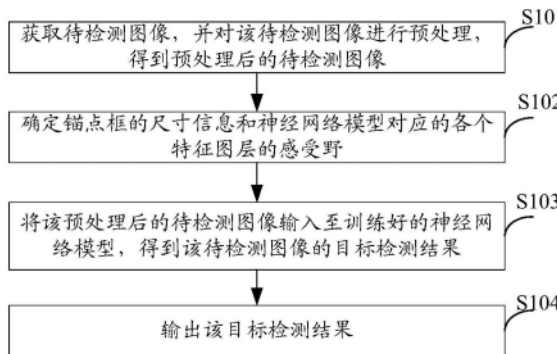 S10
获取待检测图像，并对该待检测图像进行预处理，
得到预处理后的待检测图像
S102
确定锚点框的尺寸信息和神经网络模型对应的各个
特征图层的感受野
S103
将该预处理后的待检测图像输入至训练好的神经网
络模型，得到该待检测图像的目标检测结果
S104
输出该目标检测结果